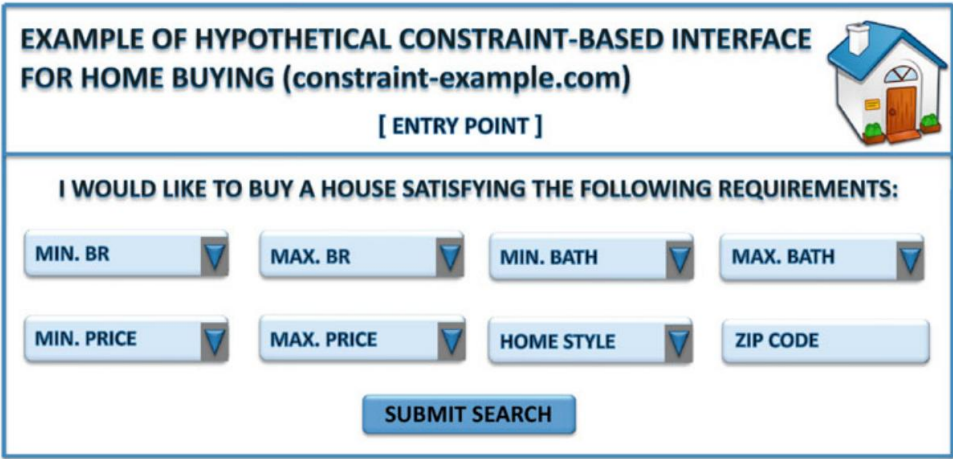 EXAMPLE OF HYPOTHETICAL CONSTRAINT-BASED INTERFACE
FOR HOME BUYING (constraint-example.com)
[ ENTRY POINT ]
I WOULD LIKE TO BUY A HOUSE SATISFYING THE FOLLOWING REQUIREMENTS:
MIN. BR MAX. BR MIN. BATH MAX. BATH
MIN. PRICE MAX. PRICE HOME STYLE ZIP CODE
SUBMIT SEARCH